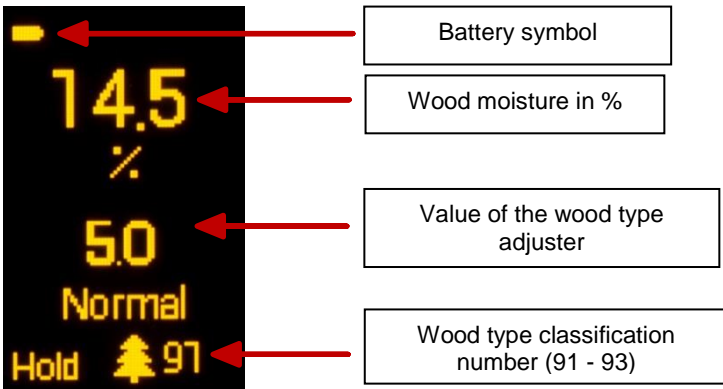 Battery symbol
14.5
Wood moisture in %
%
5.0
Value of the wood type
adjuster
Normal
Hold 91
Wood type classification
number (91 - 93)